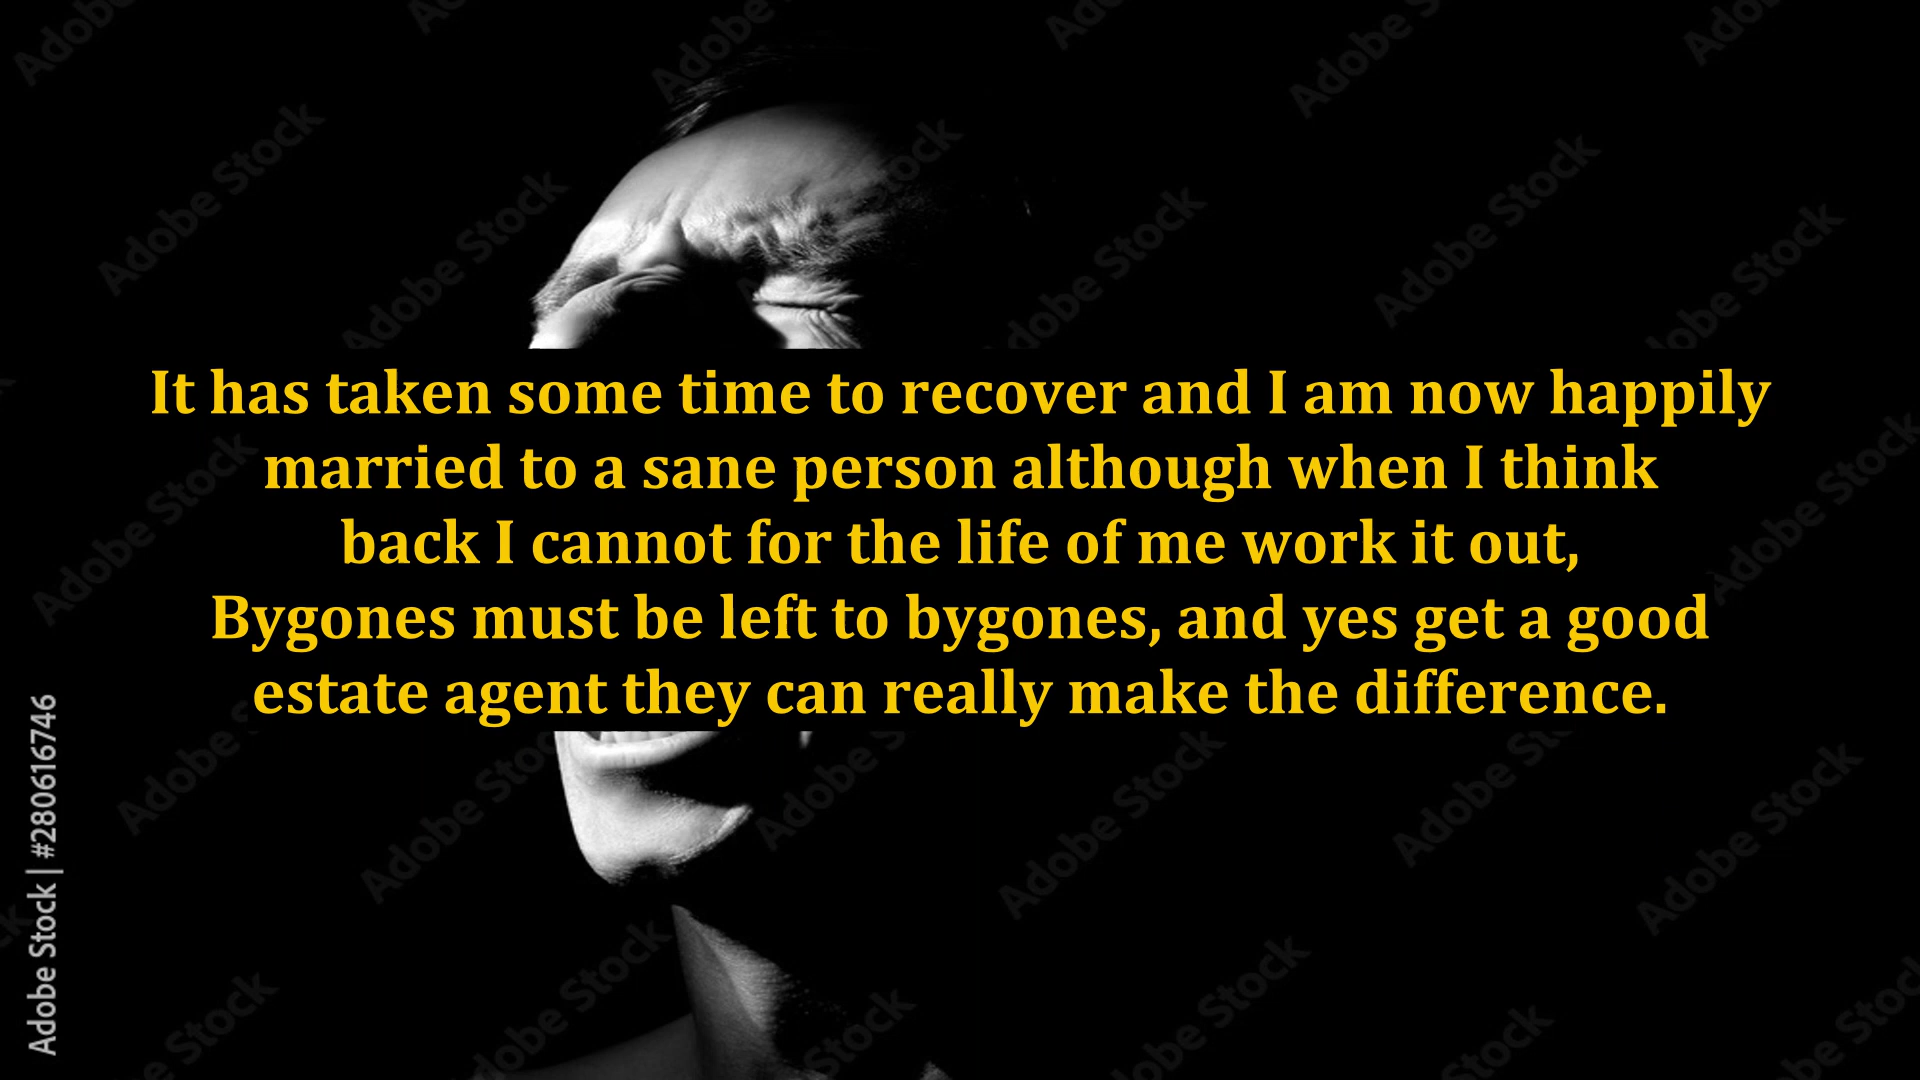 It has taken some time to recover and I am now happily
married to a sane person although when I think
back I cannot for the life of me work it out,
Bygones must be left to bygones, and yes get a good
estate agent they can really make the difference.
Adobe Stock | #280616746
Adobe Stock